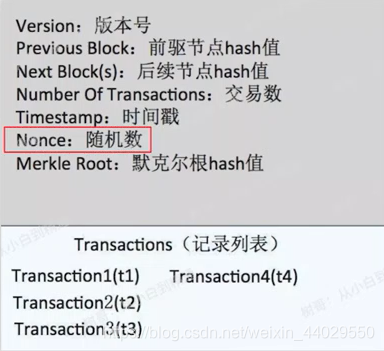 Version：版本号
Previous Block：前驱节点hash值
Next Block(s)：后续节点hash值
Number Of Transactions：交易数
Timestamp：时间戳
Nonce：随机数
Merkle Root：默克尔根hash值
Transactions（记录列表）
Transaction1(t1) Transaction4(t4)
Transaction2(t2)
Transaction3(t3)
https://blog.csdn.net/weixin_44029550